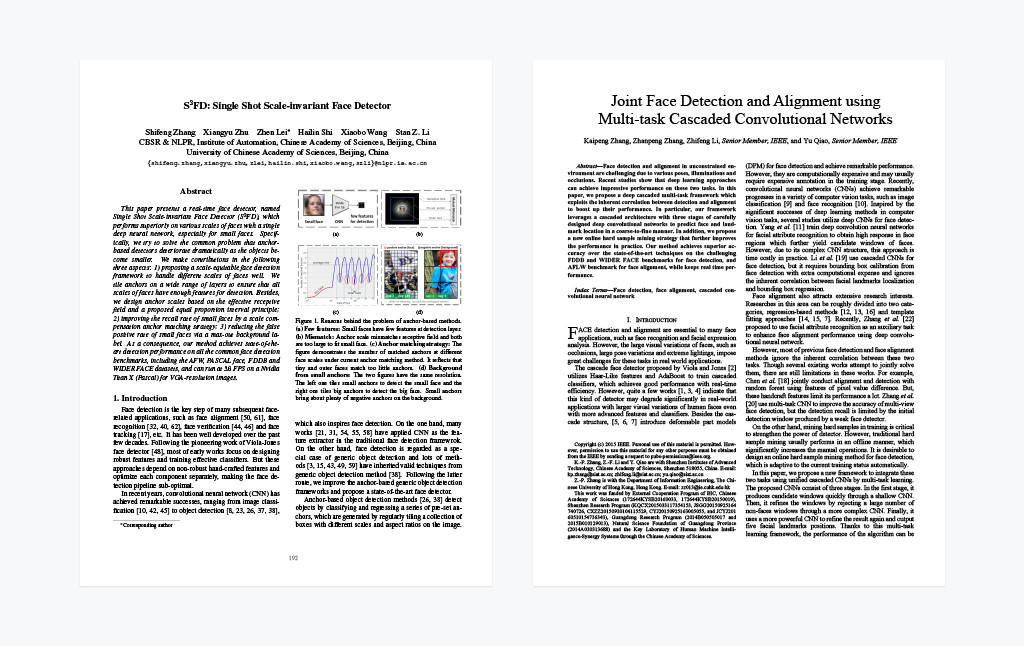 S³FD: Single Shot Scale-invariant Face Detector
Shifeng Zhang Xiangyu Zhu Zhen Lei* Hailin Shi Xiaobo Wang Stan Z. Li
CBSR & NLPR, Institute of Automation, Chinese Academy of Sciences, Beijing, China
University of Chinese Academy of Sciences, Beijing, China
{shifeng.zhang,xiangyu.zhu,zlei,hailin.shi,xiaobo.wang,szli}@nlpr.ia.ac.cn
Abstract
This paper presents a real-time face detector, named
Single Shot Scale-invariant Face Detector (S³FD), which
performs superiorly on various scales of faces with a single
deep neural network, especially for small faces. Specif-
ically, we try to solve the common problem that anchor-
based detectors deteriorate dramatically as the objects be-
come smaller. We make contributions in the following
three aspects: 1) proposing a scale-equitable face detection
framework to handle different scales of faces well. We
tile anchors on a wide range of layers to ensure that all
scales of faces have enough features for detection. Besides,
we design anchor scales based on the effective receptive
field and a proposed equal proportion interval principle;
2) improving the recall rate of small faces by a scale com-
pensation anchor matching strategy; 3) reducing the false
positive rate of small faces via a max-out background la-
bel. As a consequence, our method achieves state-of-the-
art detection performance on all the common face detection
benchmarks, including the AFW, PASCAL face, FDDB and
WIDER FACE datasets, and can run at 36 FPS on a Nvidia
Titan X (Pascal) for VGA-resolution images.
1. Introduction
Face detection is the key step of many subsequent face-
related applications, such as face alignment [50, 61], face
recognition [32, 40, 62], face verification [44, 46] and face
tracking [17], etc. It has been well developed over the past
few decades. Following the pioneering work of Viola-Jones
face detector [48], most of early works focus on designing
robust features and training effective classifiers. But these
approaches depend on non-robust hand-crafted features and
optimize each component separately, making the face de-
tection pipeline sub-optimal.
In recent years, convolutional neural network (CNN) has
achieved remarkable successes, ranging from image classi-
fication [10, 42, 45] to object detection [8, 23, 26, 37, 38],
*Corresponding author
Small face CNN few features for detection
(a) (b)
(c) (d)
Figure 1. Reasons behind the problem of anchor-based methods.
(a) Few features: Small faces have few features at detection layer.
(b) Mismatch: Anchor scale mismatches receptive field and both
are too large to fit small face. (c) Anchor matching strategy: The
figure demonstrates the number of matched anchors at different
face scales under current anchor matching method. It reflects that
tiny and outer faces match too little anchors. (d) Background
from small anchors: The two figures have the same resolution.
The left one tiles small anchors to detect the small face and the
right one tiles big anchors to detect the big face. Small anchors
bring about plenty of negative anchors on the background.
which also inspires face detection. On the one hand, many
works [21, 31, 54, 55, 58] have applied CNN as the fea-
ture extractor in the traditional face detection framewrok.
On the other hand, face detection is regarded as a spe-
cial case of generic object detection and lots of meth-
ods [3, 15, 43, 49, 59] have inherited valid techniques from
generic object detection method [38]. Following the latter
route, we improve the anchor-based generic object detection
frameworks and propose a state-of-the-art face detector.
Anchor-based object detection methods [26, 38] detect
objects by classifying and regressing a series of pre-set an-
chors, which are generated by regularly tiling a collection of
boxes with different scales and aspect ratios on the image.
192
Joint Face Detection and Alignment using
Multi-task Cascaded Convolutional Networks
Kaipeng Zhang, Zhanpeng Zhang, Zhifeng Li, Senior Member, IEEE, and Yu Qiao, Senior Member, IEEE
Abstract—Face detection and alignment in unconstrained en-
vironment are challenging due to various poses, illuminations
and occlusions. Recent studies show that deep learning approaches
can achieve impressive performance on these two tasks. In this
paper, we propose a deep cascaded multi-task framework which
exploits the inherent correlation between detection and alignment
to boost up their performance. In particular, our framework
leverages a cascaded architecture with three stages of carefully
designed deep convolutional networks to predict face and land-
mark location in a coarse-to-fine manner. In addition, we propose
a new online hard sample mining strategy that further improves
the performance in practice. Our method achieves superior ac-
curacy over the state-of-the-art techniques on the challenging
FDDB and WIDER FACE benchmarks for face detection, and
AFLW benchmark for face alignment, while keeps real time per-
formance.
Index Terms—Face detection, face alignment, cascaded con-
volutional neural network
I. Introduction
FACE detection and alignment are essential to many face
applications, such as face recognition and facial expression
analysis. However, the large visual variations of faces, such as
occlusions, large pose variations and extreme lightings, impose
great challenges for these tasks in real world applications.
The cascade face detector proposed by Viola and Jones [2]
utilizes Haar-Like features and AdaBoost to train cascaded
classifiers, which achieves good performance with real-time
efficiency. However, quite a few works [1, 3, 4] indicate that
this kind of detector may degrade significantly in real-world
applications with larger visual variations of human faces even
with more advanced features and classifiers. Besides the cas-
cade structure, [5, 6, 7] introduce deformable part models
Copyright (c) 2015 IEEE. Personal use of this material is permitted. How-
ever, permission to use this material for any other purposes must be obtained
from the IEEE by sending a request to pubs-permissions@ieee.org.
K.-P. Zhang, Z.-F. Li and Y. Qiao are with Shenzhen Institutes of Advanced
Technology, Chinese Academy of Sciences, Shenzhen 518055, China. E-mail:
kp.zhang@siat.ac.cn; zhifeng.li@siat.ac.cn; yu.qiao@siat.ac.cn
Z.-P. Zhang is with the Department of Information Engineering, The Chi-
nese University of Hong Kong, Hong Kong. E-mail: zz013@ie.cuhk.edu.hk
This work was funded by External Cooperation Program of BIC, Chinese
Academy of Sciences
Shenzhen Research Program
Guangdong Research Program
Natural Science Foundation of Guangdong Province
and the Key Laboratory of Human Machine Intelli-
gence-Synergy Systems through the Chinese Academy of Sciences.
(DPM) for face detection and achieve remarkable performance.
However, they are computationally expensive and may usually
require expensive annotation in the training stage. Recently,
convolutional neural networks (CNNs) achieve remarkable
progresses in a variety of computer vision tasks, such as image
classification [9] and face recognition [10]. Inspired by the
significant successes of deep learning methods in computer
vision tasks, several studies utilize deep CNNs for face detec-
tion. Yang et al. [11] train deep convolution neural networks
for facial attribute recognition to obtain high response in face
regions which further yield candidate windows of faces.
However, due to its complex CNN structure, this approach is
time costly in practice. Li et al. [19] use cascaded CNNs for
face detection, but it requires bounding box calibration from
face detection with extra computational expense and ignores
the inherent correlation between facial landmarks localization
and bounding box regression.
Face alignment also attracts extensive research interests.
Researches in this area can be roughly divided into two cate-
gories, regression-based methods [12, 13, 16] and template
fitting approaches [14, 15, 7]. Recently, Zhang et al. [22]
proposed to use facial attribute recognition as an auxiliary task
to enhance face alignment performance using deep convolu-
tional neural network.
However, most of previous face detection and face alignment
methods ignore the inherent correlation between these two
tasks. Though several existing works attempt to jointly solve
them, there are still limitations in these works. For example,
Chen et al. [18] jointly conduct alignment and detection with
random forest using features of pixel value difference. But,
these handcraft features limit its performance a lot. Zhang et al.
[20] use multi-task CNN to improve the accuracy of multi-view
face detection, but the detection recall is limited by the initial
detection window produced by a weak face detector.
On the other hand, mining hard samples in training is critical
to strengthen the power of detector. However, traditional hard
sample mining usually performs in an offline manner, which
significantly increases the manual operations. It is desirable to
design an online hard sample mining method for face detection,
which is adaptive to the current training status automatically.
In this paper, we propose a new framework to integrate these
two tasks using unified cascaded CNNs by multi-task learning.
The proposed CNNs consist of three stages. In the first stage, it
produces candidate windows quickly through a shallow CNN.
Then, it refines the windows by rejecting a large number of
non-faces windows through a more complex CNN. Finally, it
uses a more powerful CNN to refine the result again and output
five facial landmarks positions. Thanks to this multi-task
learning framework, the performance of the algorithm can be